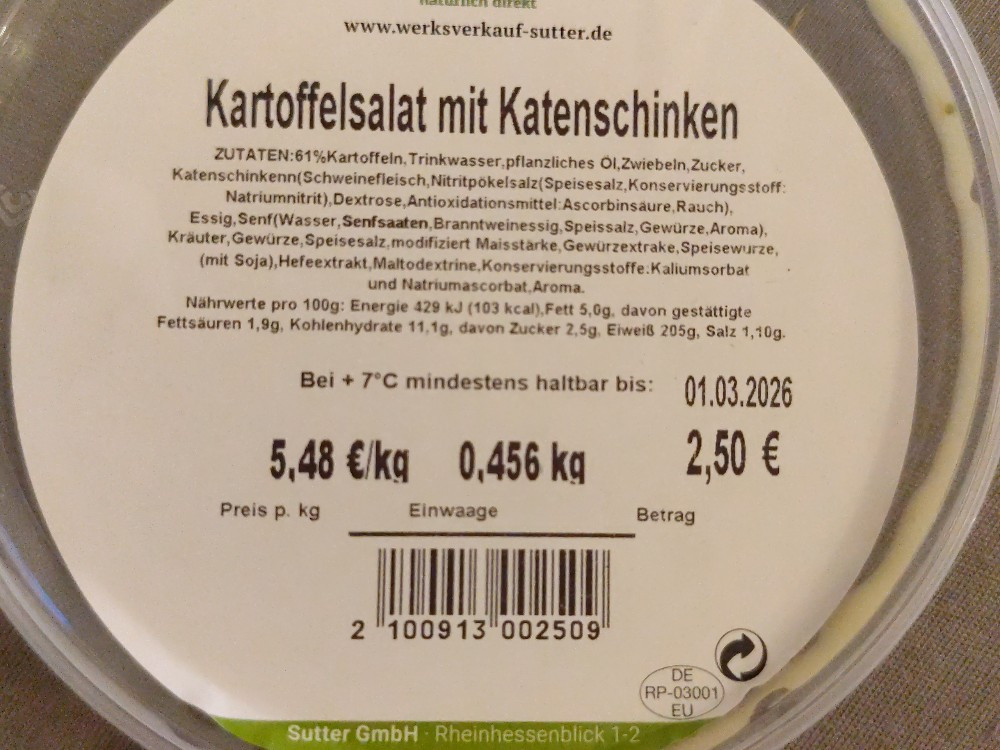 natürlich direkt
www.werksverkauf-sutter.de
Kartoffelsalat mit Katenschinken
ZUTATEN:61%Kartoffeln,Trinkwasser,pflanzliches Öl,Zwiebeln,Zucker,
Katenschinkenn(Schweinefleisch,Nitritpökelsalz(Speisesalz,Konservierungsstoff:
Natriumnitrit),Dextrose,Antioxidationsmittel:Ascorbinsäure,Rauch),
Essig,Senf(Wasser,Senfsaaten,Branntweinessig,Speissalz,Gewürze,Aroma),
Kräuter,Gewürze,Speisesalz,modifiziert Maisstärke,Gewürzextrake,Speisewürze,
(mit Soja),Hefeextrakt,Maltodextrine,Konservierungsstoffe:Kaliumsorbat
und Natriumascorbat,Aroma.
Nährwerte pro 100g: Energie 429 kJ (103 kcal),Fett 5,0g, davon gestättigte
Fettsäuren 1,9g, Kohlenhydrate 11,1g, davon Zucker 2,5g, Eiweiß 205g, Salz 1,10g.
Bei + 7°C mindestens haltbar bis: 01.03.2026
5,48 €/kg 0,456 kg 2,50 €
Preis p. kg Einwaage Betrag
2 100913 002509
DE
RP-03001
EU
Sutter GmbH · Rheinhessenblick 1-2